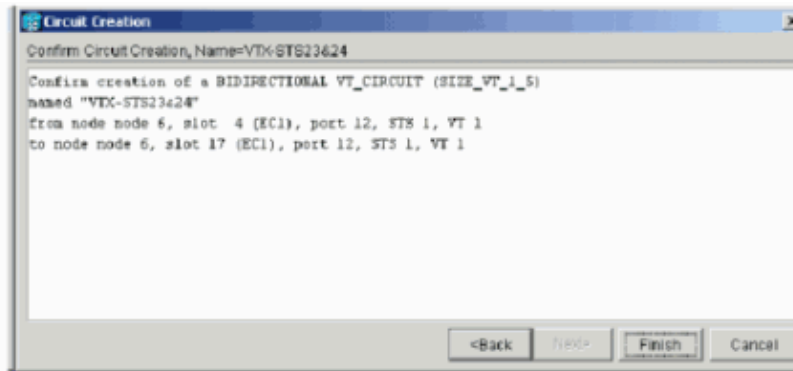 Circuit Creation
Confirm Circuit Creation, Name=VTX-STS23&24
Confirm creation of a BIDIRECTIONAL VT_CIRCUIT (SIZE_VT_1_5)
named "VTX-STS23&24"
from node node 6, slot 4 (EC1), port 12, STS 1, VT 1
to node node 6, slot 17 (EC1), port 12, STS 1, VT 1
<Back Next> Finish Cancel